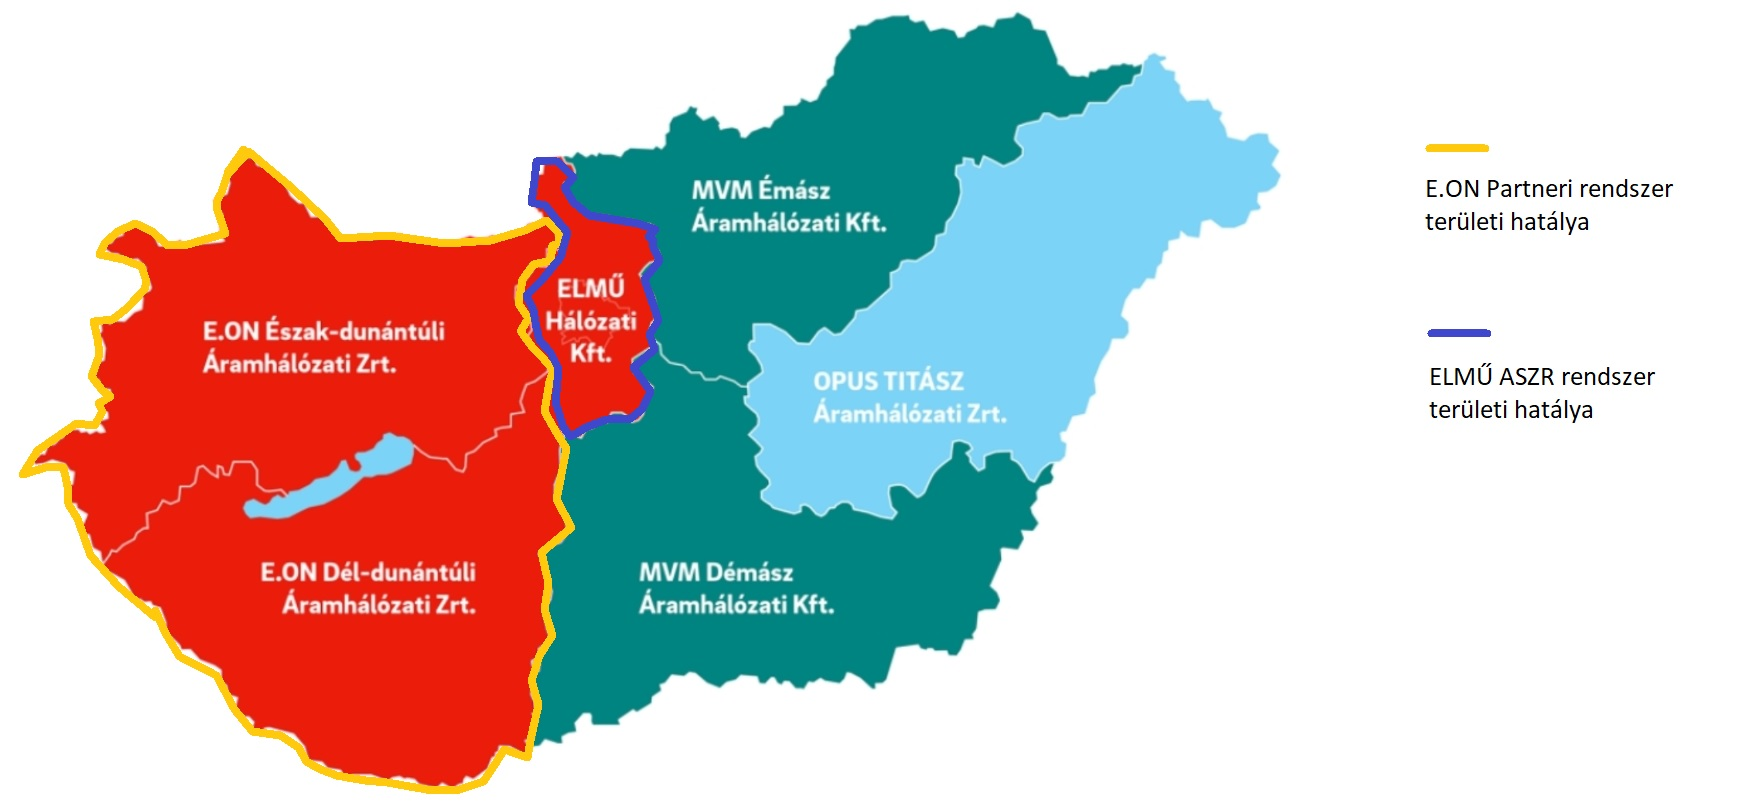 MVM Émász
Áramhálózati Kft.
E.ON Partneri rendszer
területi hatálya
ELMŰ
Hálózati
Kft.
E.ON Észak-dunántúli
Áramhálózati Zrt.
OPUS TITÁSZ
Áramhálózati Zrt.
ELMŰ ASZR rendszer
területi hatálya
E.ON Dél-dunántúli
Áramhálózati Zrt.
MVM Démász
Áramhálózati Kft.